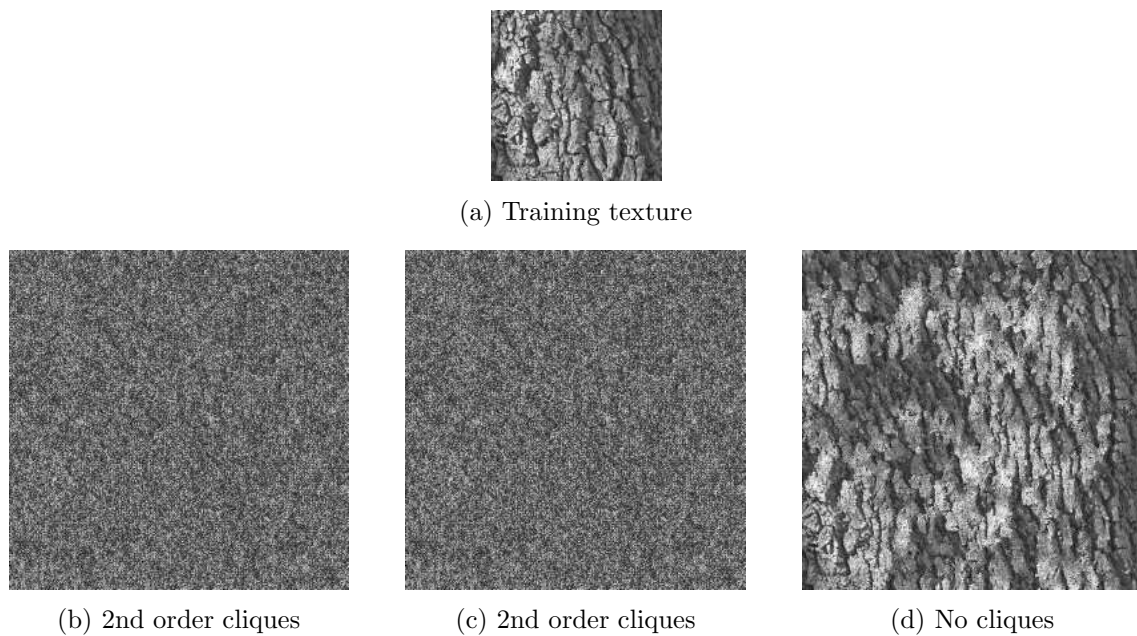 (a) Training texture
(b) 2nd order cliques
(c) 2nd order cliques
(d) No cliques